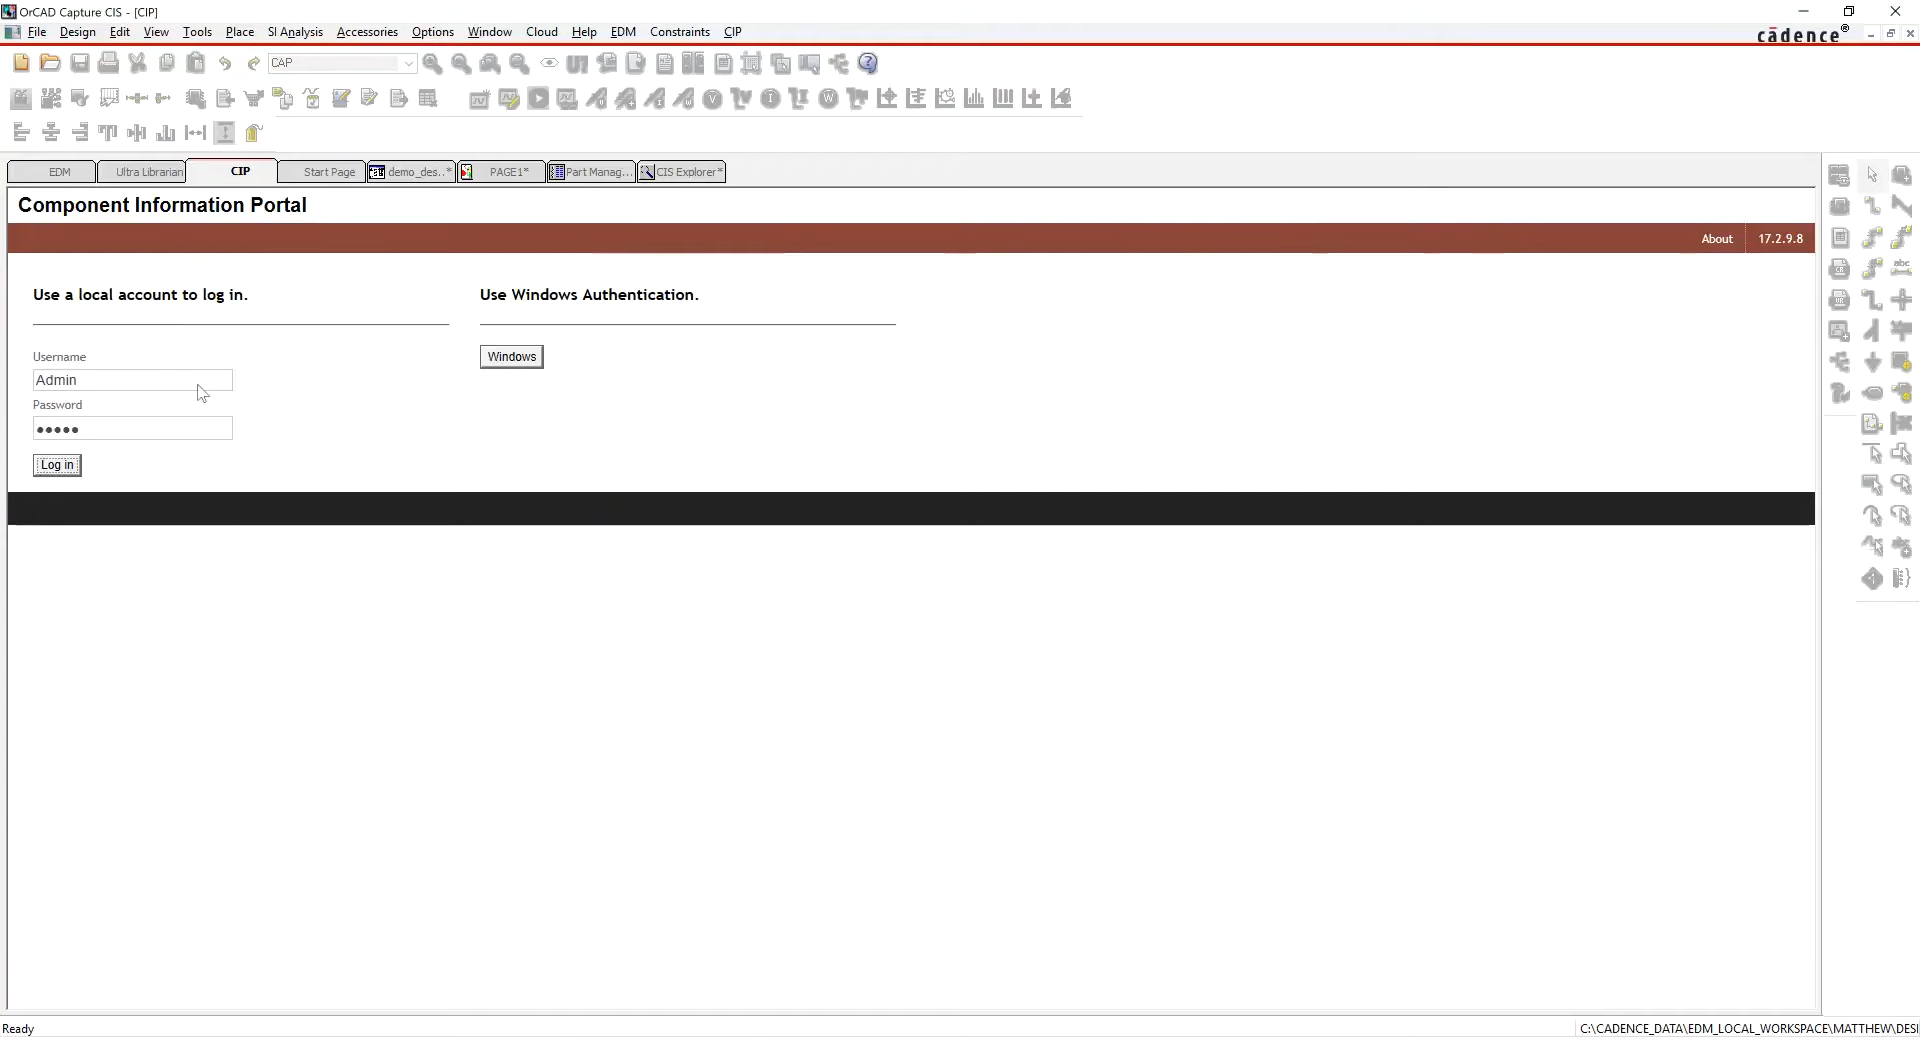 OrCAD Capture CIS - [CIP]
File Design Edit View Tools Place SI Analysis Accessories Options Window Cloud Help EDM Constraints CIP
cādence®
CAP
EDM Ultra Librarian CIP Start Page demo_des..* PAGE1* Part Manag... CIS Explorer*
Component Information Portal
About 17.2.9.8
Use a local account to log in.
Use Windows Authentication.
Username
Windows
Admin
Password
Log in
Ready
C:\CADENCE_DATA\EDM_LOCAL_WORKSPACE\MATTHEW\DESI